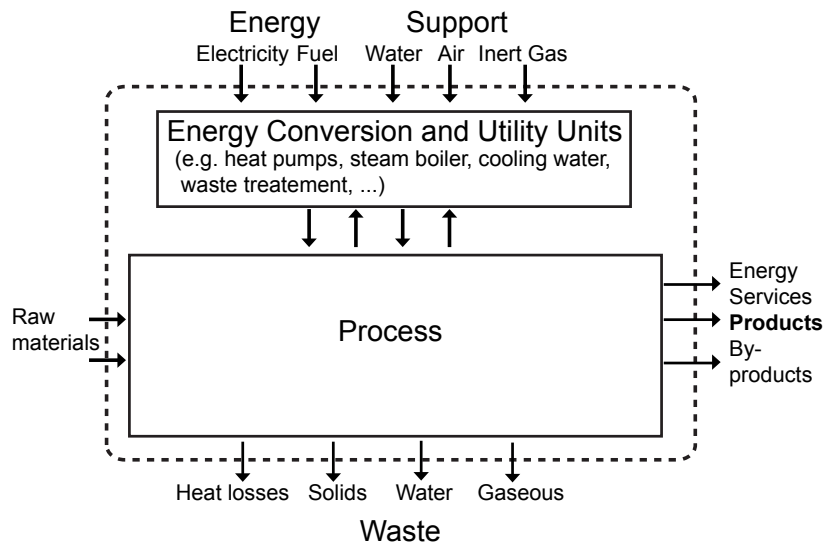 Energy
Support
Electricity Fuel
Water
Air
Inert Gas
Energy Conversion and Utility Units
(e.g. heat pumps, steam boiler, cooling water,
waste treatement, ...)
Raw
materials
Process
Energy
Services
Products
By-
products
Heat losses
Solids
Water
Gaseous
Waste